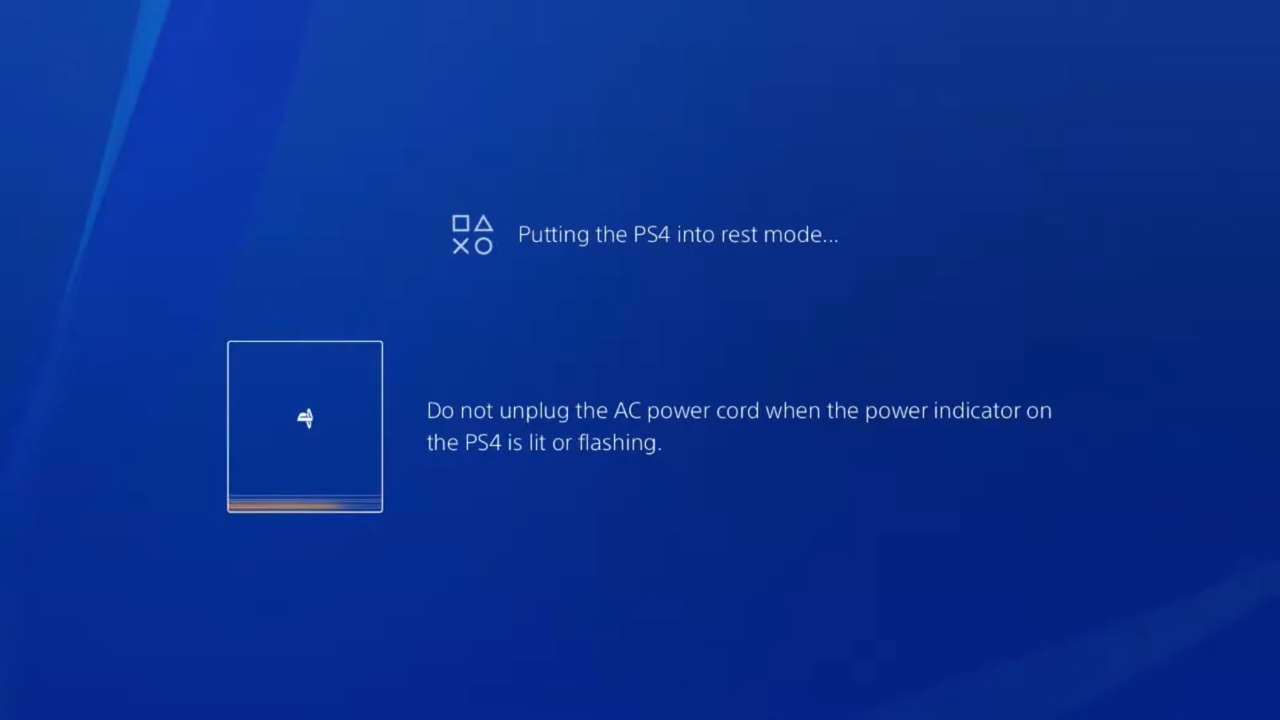 Putting the PS4 into rest mode...
Do not unplug the AC power cord when the power indicator on
the PS4 is lit or flashing.